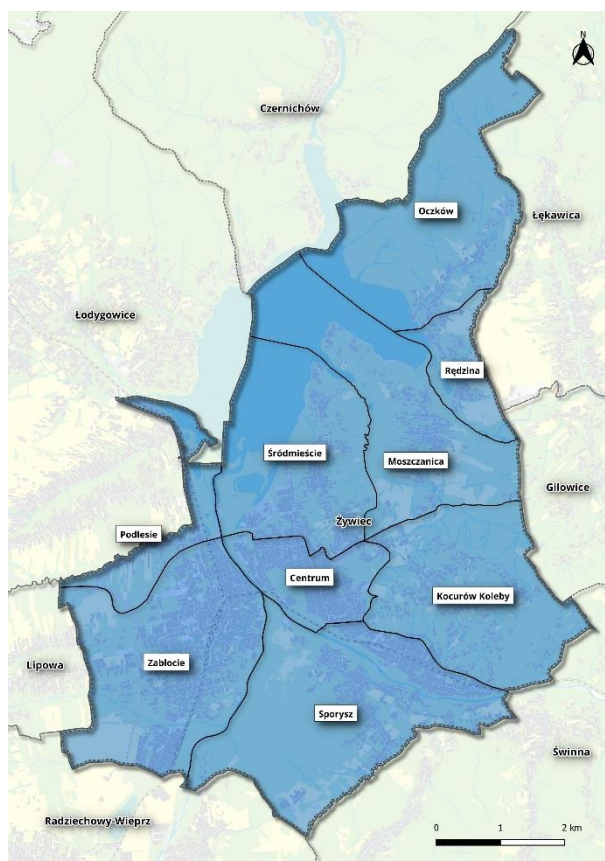 N
Czernichów
Oczków
Łękawica
Łodygowice
Rędzina
Śródmieście
Moszczanica
Gilowice
Żywiec
Podlesie
Centrum
Kocurów Koleby
Zabłocie
Lipowa
Sporysz
Świnna
Radziechowy-Wieprz
0 1 2 km